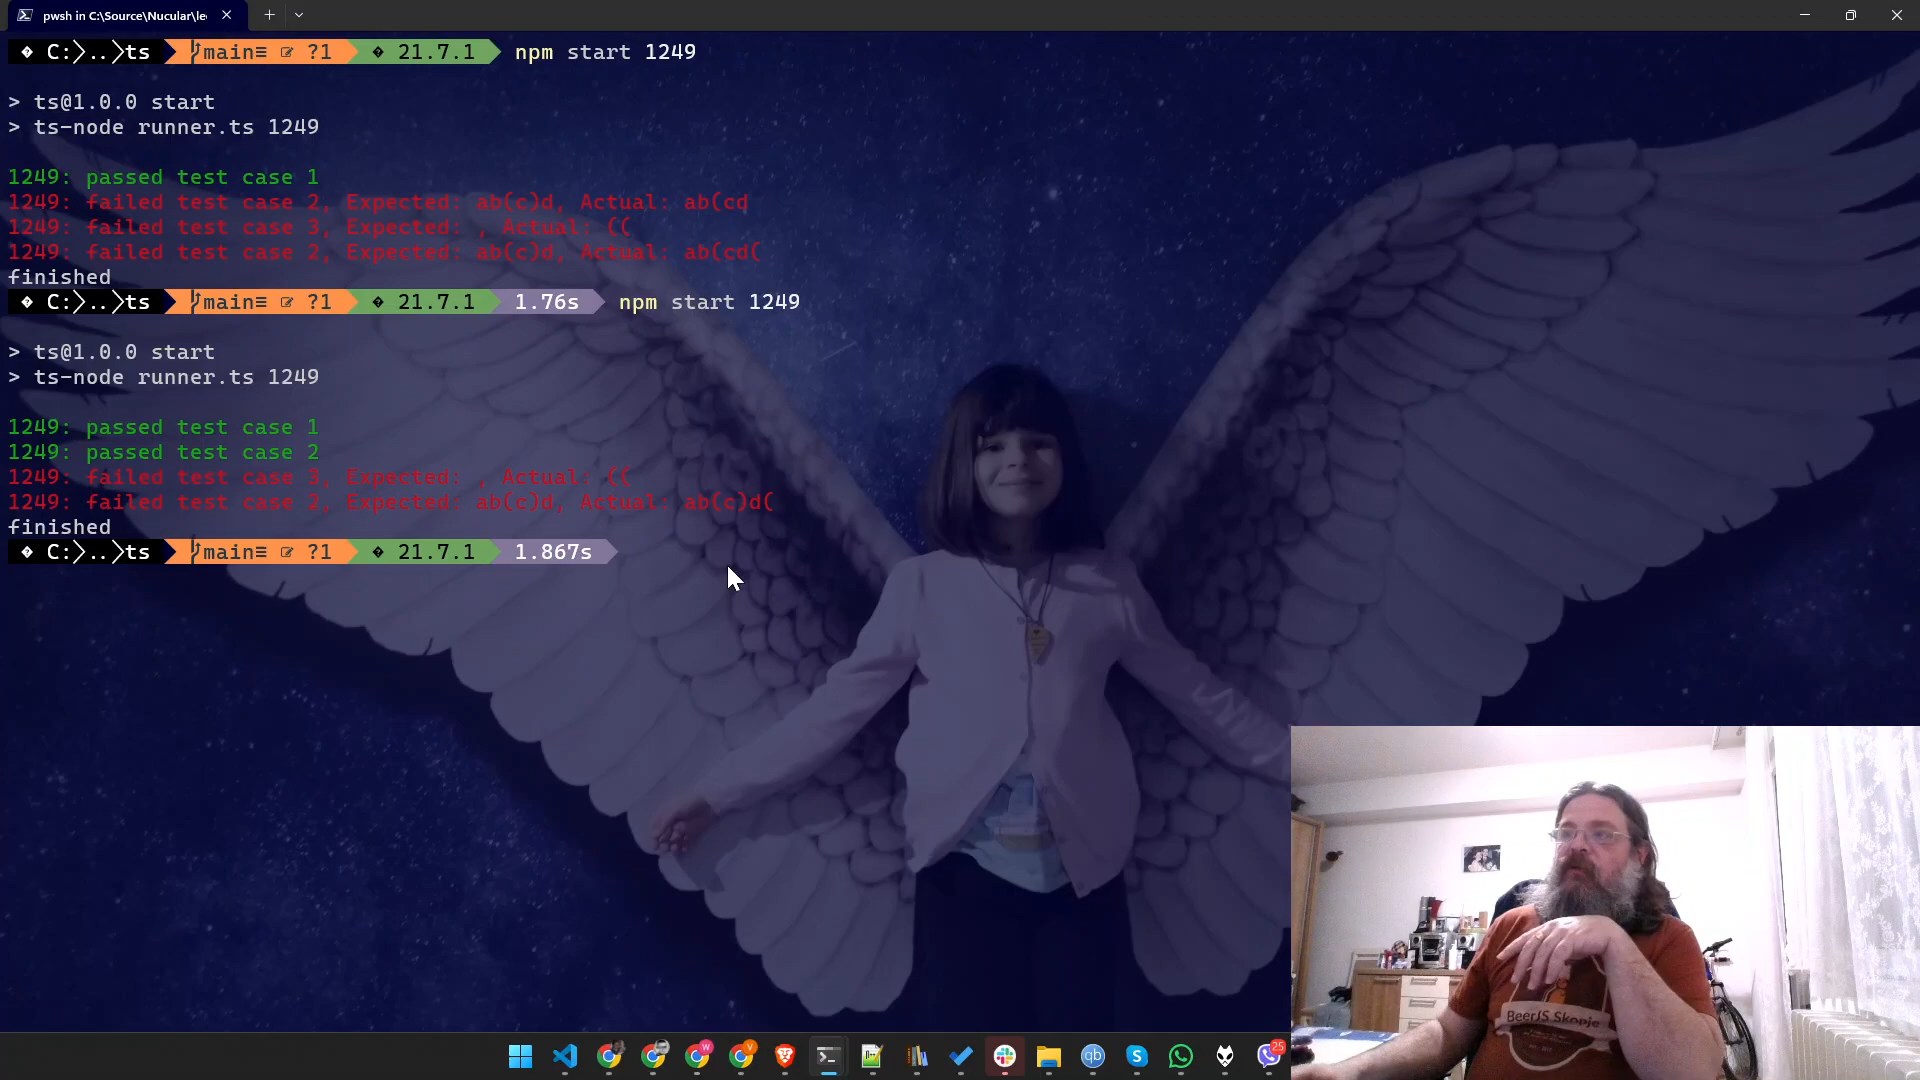 pwsh in C:\Source\Nucular\le
C: .. ts main≡ ?1 21.7.1 npm start 1249
> ts@1.0.0 start
> ts-node runner.ts 1249
1249: passed test case 1
1249: failed test case 2, Expected: ab(c)d, Actual: ab(cd
1249: failed test case 3, Expected: , Actual: ((
1249: failed test case 2, Expected: ab(c)d, Actual: ab(cd(
finished
C: .. ts main≡ ?1 21.7.1 1.76s npm start 1249
> ts@1.0.0 start
> ts-node runner.ts 1249
1249: passed test case 1
1249: passed test case 2
1249: failed test case 3, Expected: , Actual: ((
1249: failed test case 2, Expected: ab(c)d, Actual: ab(c)d(
finished
C: .. ts main≡ ?1 21.7.1 1.867s
BeerJS Skopje
W
V
qb
25